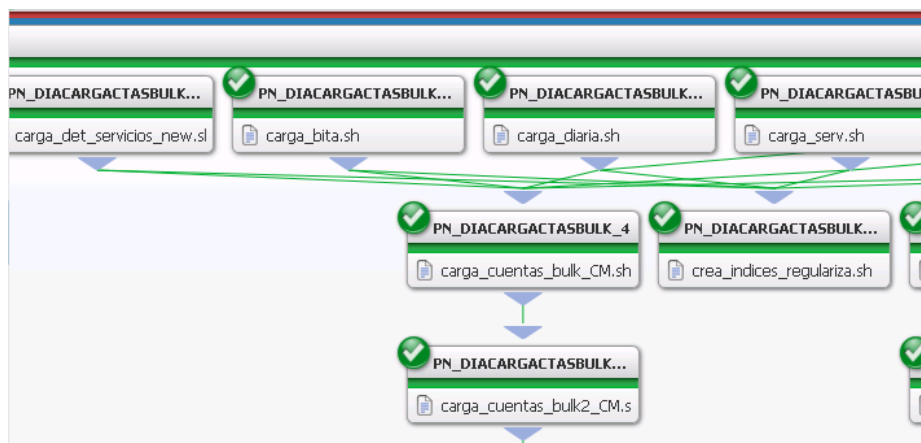 PN_DIACARGACTASBULK...
carga_det_servicios_new.sl
PN_DIACARGACTASBULK...
carga_bita.sh
PN_DIACARGACTASBULK...
carga_diaria.sh
PN_DIACARGACTASBU
carga_serv.sh
PN_DIACARGACTASBULK_4
carga_cuentas_bulk_CM.sh
PN_DIACARGACTASBULK...
crea_indices_regulariza.sh
PN_DIACARGACTASBULK...
carga_cuentas_bulk2_CM.s